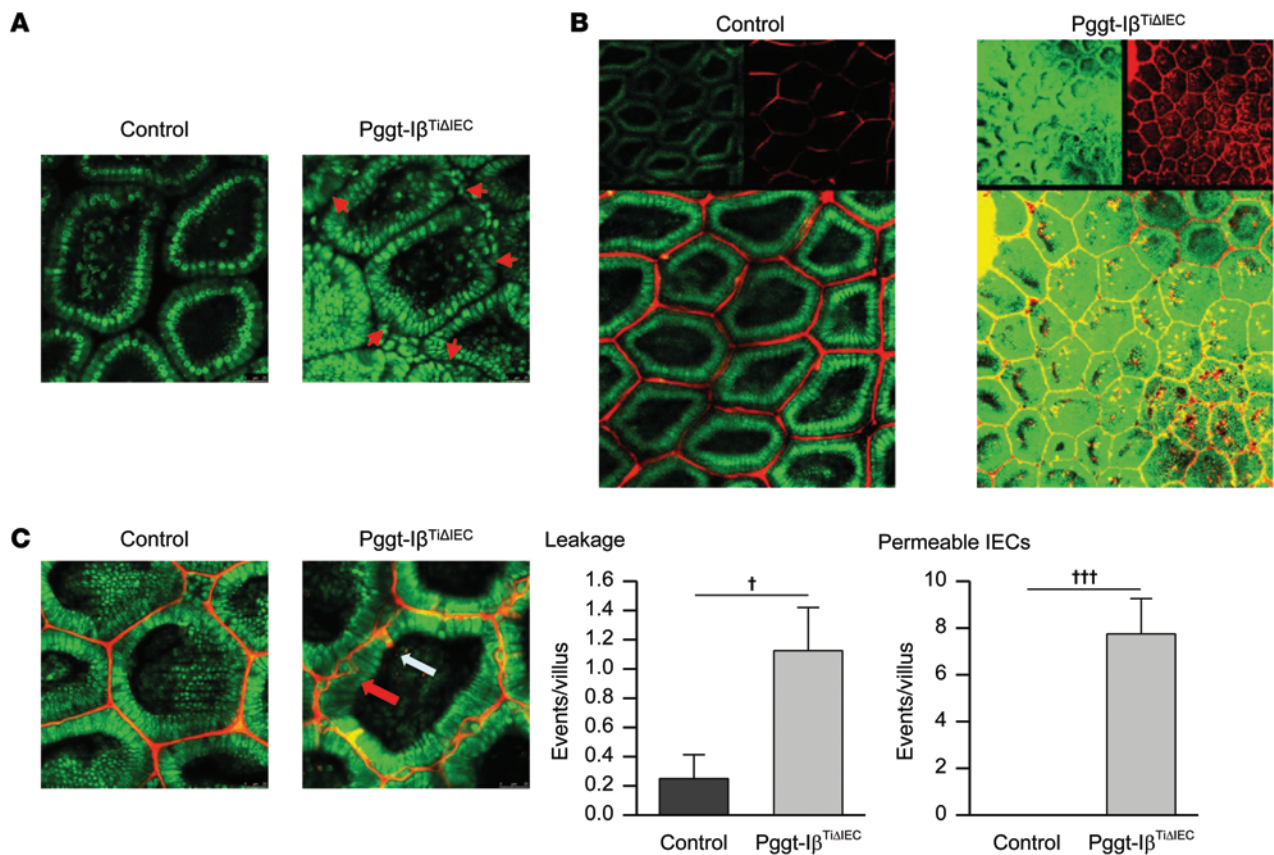 A
Control
Pggt-Iβ^TiΔIEC
B
Control
Pggt-Iβ^TiΔIEC
C
Control
Pggt-Iβ^TiΔIEC
Leakage
Events/villus
1.6
1.4
1.2
1.0
0.8
0.6
0.4
0.2
0.0
†
Control
Pggt-Iβ^TiΔIEC
Permeable IECs
Events/villus
10
8
6
4
2
0
†††
Control
Pggt-Iβ^TiΔIEC